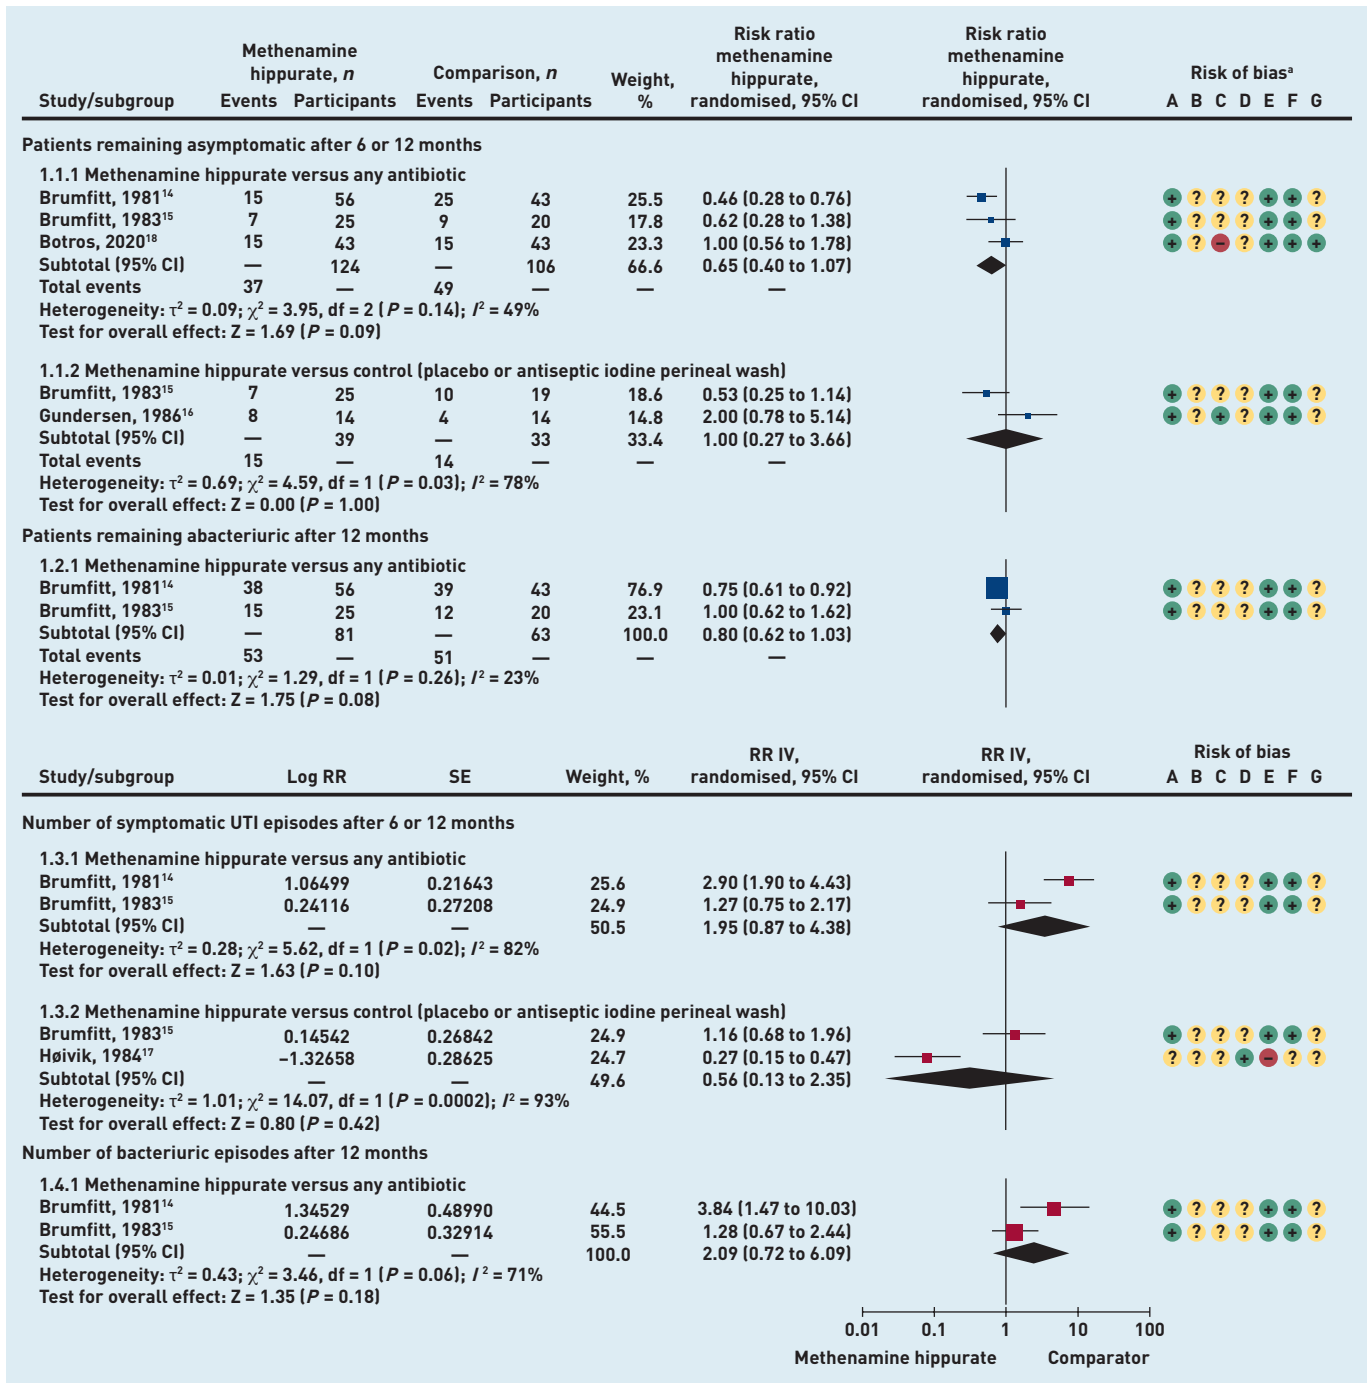 Study/subgroup Methenamine hippurate, n Events Participants Comparison, n Events Participants Weight, % Risk ratio methenamine hippurate, randomised, 95% CI Risk ratio methenamine hippurate, randomised, 95% CI Risk of biasᵃ A B C D E F G
Patients remaining asymptomatic after 6 or 12 months
1.1.1 Methenamine hippurate versus any antibiotic
Brumfitt, 1981¹⁴ 15 56 25 43 25.5 0.46 (0.28 to 0.76) + ? ? ? + + ?
Brumfitt, 1983¹⁵ 7 25 9 20 17.8 0.62 (0.28 to 1.38) + ? ? ? + + ?
Botros, 2020¹⁸ 15 43 15 43 23.3 1.00 (0.56 to 1.78) + ? – ? + + +
Subtotal (95% CI) — 124 — 106 66.6 0.65 (0.40 to 1.07)
Total events 37 — 49 — — —
Heterogeneity: τ² = 0.09; χ² = 3.95, df = 2 (P = 0.14); I² = 49%
Test for overall effect: Z = 1.69 (P = 0.09)
1.1.2 Methenamine hippurate versus control (placebo or antiseptic iodine perineal wash)
Brumfitt, 1983¹⁵ 7 25 10 19 18.6 0.53 (0.25 to 1.14) + ? ? ? + + ?
Gundersen, 1986¹⁶ 8 14 4 14 14.8 2.00 (0.78 to 5.14) + ? + ? + + ?
Subtotal (95% CI) — 39 — 33 33.4 1.00 (0.27 to 3.66)
Total events 15 — 14 — — —
Heterogeneity: τ² = 0.69; χ² = 4.59, df = 1 (P = 0.03); I² = 78%
Test for overall effect: Z = 0.00 (P = 1.00)
Patients remaining abacteriuric after 12 months
1.2.1 Methenamine hippurate versus any antibiotic
Brumfitt, 1981¹⁴ 38 56 39 43 76.9 0.75 (0.61 to 0.92) + ? ? ? + + ?
Brumfitt, 1983¹⁵ 15 25 12 20 23.1 1.00 (0.62 to 1.62) + ? ? ? + + ?
Subtotal (95% CI) — 81 — 63 100.0 0.80 (0.62 to 1.03)
Total events 53 — 51 — — —
Heterogeneity: τ² = 0.01; χ² = 1.29, df = 1 (P = 0.26); I² = 23%
Test for overall effect: Z = 1.75 (P = 0.08)
Study/subgroup Log RR SE Weight, % RR IV, randomised, 95% CI RR IV, randomised, 95% CI Risk of bias A B C D E F G
Number of symptomatic UTI episodes after 6 or 12 months
1.3.1 Methenamine hippurate versus any antibiotic
Brumfitt, 1981¹⁴ 1.06499 0.21643 25.6 2.90 (1.90 to 4.43) + ? ? ? + + ?
Brumfitt, 1983¹⁵ 0.24116 0.27208 24.9 1.27 (0.75 to 2.17) + ? ? ? + + ?
Subtotal (95% CI) — — 50.5 1.95 (0.87 to 4.38)
Heterogeneity: τ² = 0.28; χ² = 5.62, df = 1 (P = 0.02); I² = 82%
Test for overall effect: Z = 1.63 (P = 0.10)
1.3.2 Methenamine hippurate versus control (placebo or antiseptic iodine perineal wash)
Brumfitt, 1983¹⁵ 0.14542 0.26842 24.9 1.16 (0.68 to 1.96) + ? ? ? + + ?
Høivik, 1984¹⁷ –1.32658 0.28625 24.7 0.27 (0.15 to 0.47) ? ? ? + – ? ?
Subtotal (95% CI) — — 49.6 0.56 (0.13 to 2.35)
Heterogeneity: τ² = 1.01; χ² = 14.07, df = 1 (P = 0.0002); I² = 93%
Test for overall effect: Z = 0.80 (P = 0.42)
Number of bacteriuric episodes after 12 months
1.4.1 Methenamine hippurate versus any antibiotic
Brumfitt, 1981¹⁴ 1.34529 0.48990 44.5 3.84 (1.47 to 10.03) + ? ? ? + + ?
Brumfitt, 1983¹⁵ 0.24686 0.32914 55.5 1.28 (0.67 to 2.44) + ? ? ? + + ?
Subtotal (95% CI) — — 100.0 2.09 (0.72 to 6.09)
Heterogeneity: τ² = 0.43; χ² = 3.46, df = 1 (P = 0.06); I² = 71%
Test for overall effect: Z = 1.35 (P = 0.18)
0.01 0.1 1 10 100
Methenamine hippurate Comparator